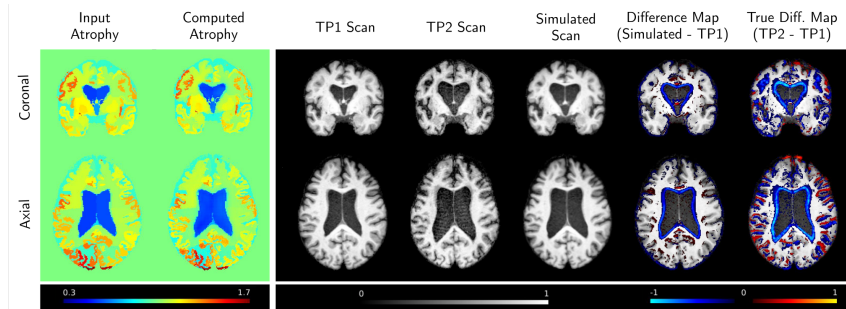 Input
Atrophy
Computed
Atrophy
TP1 Scan
TP2 Scan
Simulated
Scan
Difference Map
(Simulated - TP1)
True Diff. Map
(TP2 - TP1)
Coronal
Axial
0.3
1.7
0
1
-1
0
1